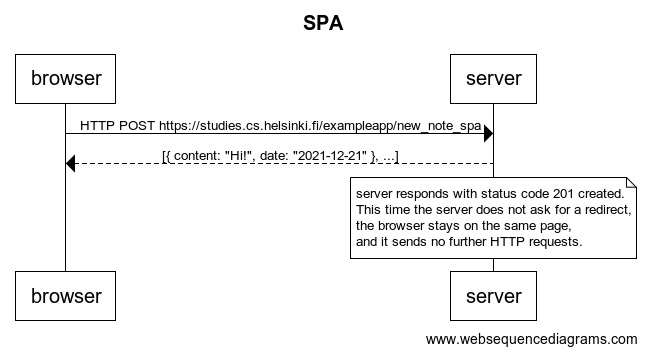 SPA
browser
server
HTTP POST https://studies.cs.helsinki.fi/exampleapp/new_note_spa
[{ content: "Hi!", date: "2021-12-21" }, ...]
server responds with status code 201 created.
This time the server does not ask for a redirect,
the browser stays on the same page,
and it sends no further HTTP requests.
browser
server
www.websequencediagrams.com